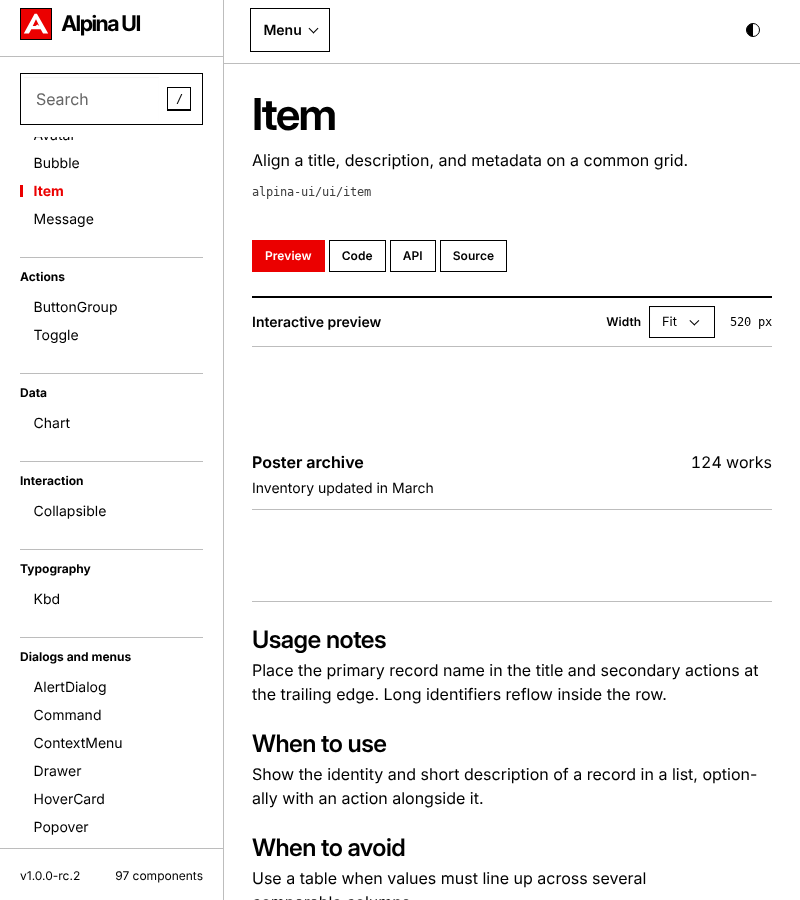 Alpina UI
Menu
Search
/
Avatar
Bubble
Item
Message
Actions
ButtonGroup
Toggle
Data
Chart
Interaction
Collapsible
Typography
Kbd
Dialogs and menus
AlertDialog
Command
ContextMenu
Drawer
HoverCard
Popover
v1.0.0-rc.2
97 components
Item
Align a title, description, and metadata on a common grid.
alpina-ui/ui/item
Preview
Code
API
Source
Interactive preview
Width
Fit
520 px
Poster archive
124 works
Inventory updated in March
Usage notes
Place the primary record name in the title and secondary actions at
the trailing edge. Long identifiers reflow inside the row.
When to use
Show the identity and short description of a record in a list, option-
ally with an action alongside it.
When to avoid
Use a table when values must line up across several
comparable columns.